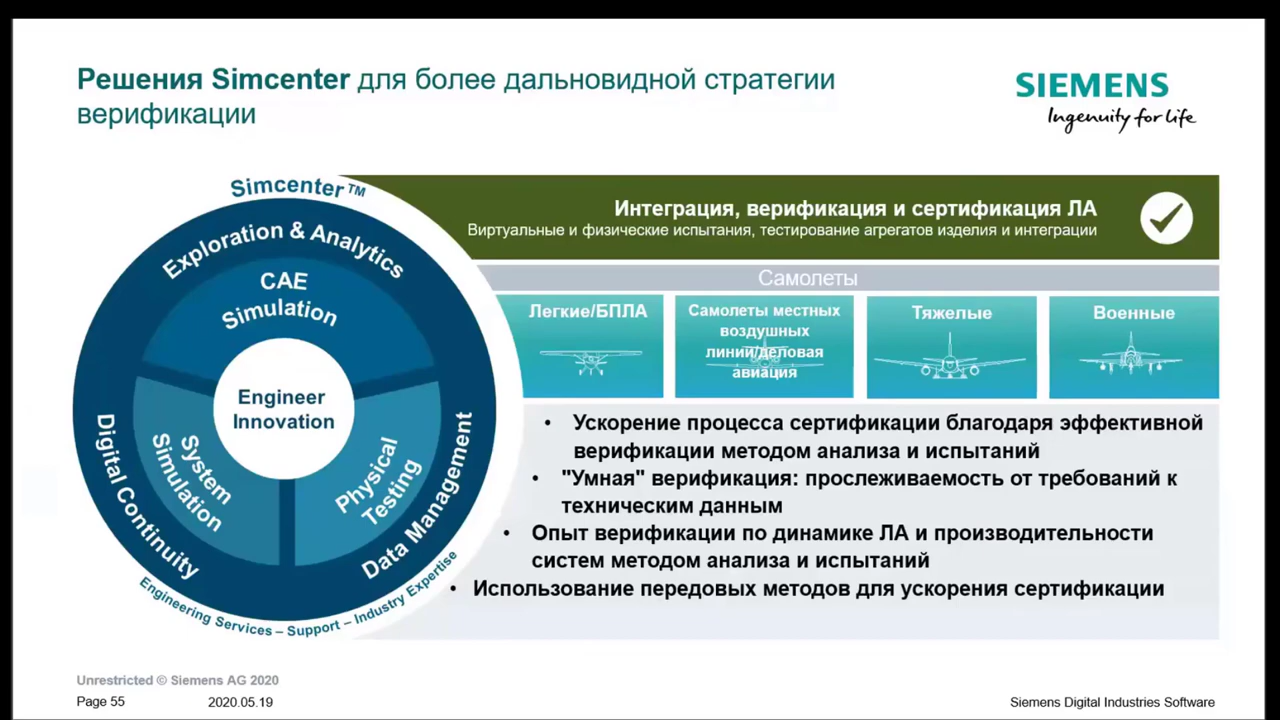 Решения Simcenter для более дальновидной стратегии
верификации
SIEMENS
Ingenuity for life
Simcenter™
Exploration & Analytics
CAE
Simulation
Engineer
Innovation
System
Simulation
Physical
Testing
Digital Continuity
Data Management
Engineering Services – Support – Industry Expertise
Интеграция, верификация и сертификация ЛА
Виртуальные и физические испытания, тестирование агрегатов изделия и интеграции
Самолеты
Легкие/БПЛА
Самолеты местных
воздушных
линий/деловая
авиация
Тяжелые
Военные
• Ускорение процесса сертификации благодаря эффективной
верификации методом анализа и испытаний
• "Умная" верификация: прослеживаемость от требований к
техническим данным
• Опыт верификации по динамике ЛА и производительности
систем методом анализа и испытаний
• Использование передовых методов для ускорения сертификации
Unrestricted © Siemens AG 2020
Page 55
2020.05.19
Siemens Digital Industries Software